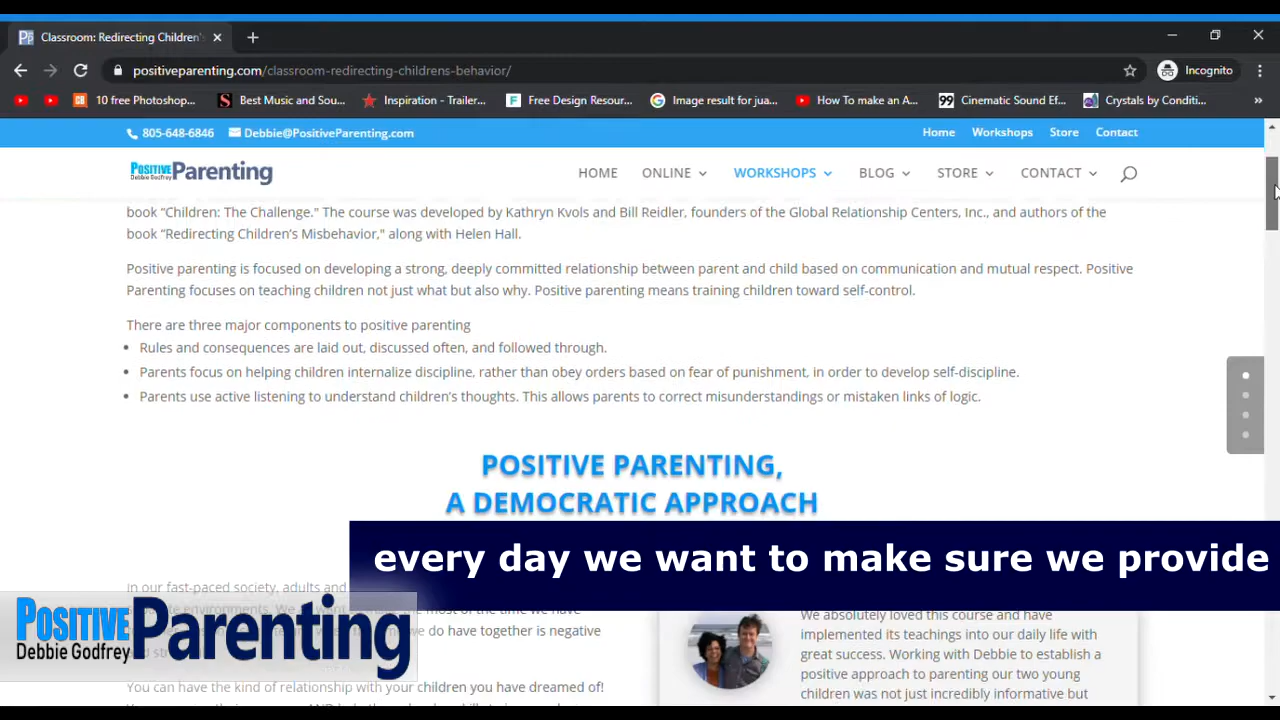 Classroom: Redirecting Children's
positiveparenting.com/classroom-redirecting-childrens-behavior/
Incognito
10 free Photoshop...
Best Music and Sou...
Inspiration - Trailer...
Free Design Resour...
Image result for jua...
How To make an A...
Cinematic Sound Ef...
Crystals by Conditi...
805-648-6846 Debbie@PositiveParenting.com
Home Workshops Store Contact
POSITIVE Parenting
Debbie Godfrey
HOME ONLINE WORKSHOPS BLOG STORE CONTACT
book “Children: The Challenge.” The course was developed by Kathryn Kvols and Bill Reidler, founders of the Global Relationship Centers, Inc., and authors of the
book “Redirecting Children’s Misbehavior,” along with Helen Hall.
Positive parenting is focused on developing a strong, deeply committed relationship between parent and child based on communication and mutual respect. Positive
Parenting focuses on teaching children not just what but also why. Positive parenting means training children toward self-control.
There are three major components to positive parenting
Rules and consequences are laid out, discussed often, and followed through.
Parents focus on helping children internalize discipline, rather than obey orders based on fear of punishment, in order to develop self-discipline.
Parents use active listening to understand children’s thoughts. This allows parents to correct misunderstandings or mistaken links of logic.
POSITIVE PARENTING,
A DEMOCRATIC APPROACH
every day we want to make sure we provide
In our fast-paced society, adults and
most of the time we have
we do have together is negative
You can have the kind of relationship with your children you have dreamed of!
We absolutely loved this course and have
implemented its teachings into our daily life with
great success. Working with Debbie to establish a
positive approach to parenting our two young
children was not just incredibly informative but
POSITIVE Parenting
Debbie Godfrey